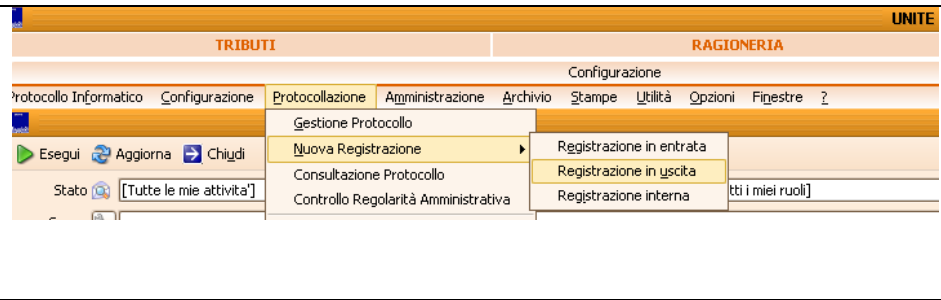 UNITE
TRIBUTI RAGIONERIA
Configurazione
Protocollo Informatico Configurazione Protocollazione Amministrazione Archivio Stampe Utilità Opzioni Finestre ?
Gestione Protocollo
Esegui Aggiorna Chiudi Nuova Registrazione Registrazione in entrata
Consultazione Protocollo Registrazione in uscita
Stato [Tutte le mie attivita'] Controllo Regolarità Amministrativa Registrazione interna tti i miei ruoli]